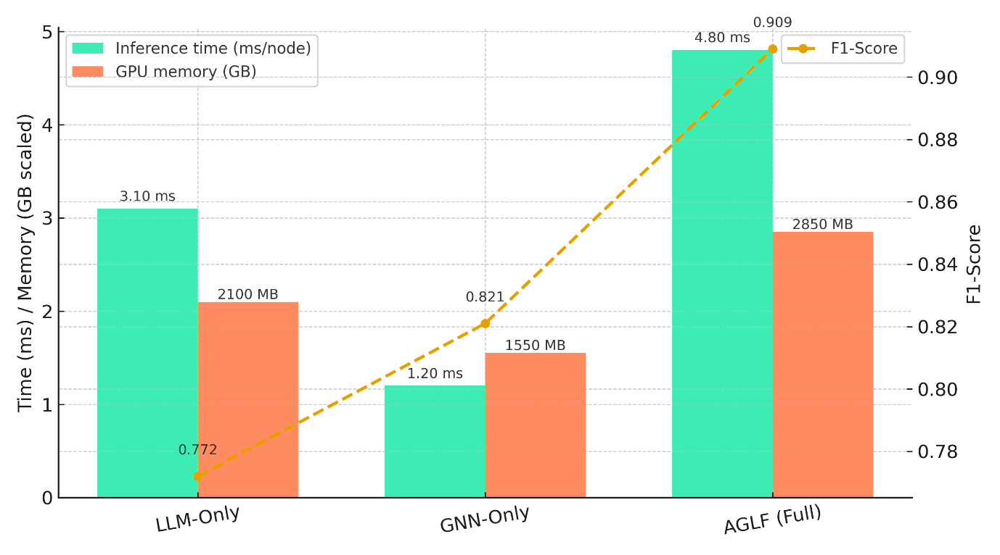 0.909
4.80 ms
Inference time (ms/node)
GPU memory (GB)
F1-Score
5
4
3
2
1
0
Time (ms) / Memory (GB scaled)
0.90
0.88
0.86
0.84
0.82
0.80
0.78
F1-Score
3.10 ms
2100 MB
0.772
0.821
1550 MB
1.20 ms
2850 MB
LLM-Only
GNN-Only
AGLF (Full)